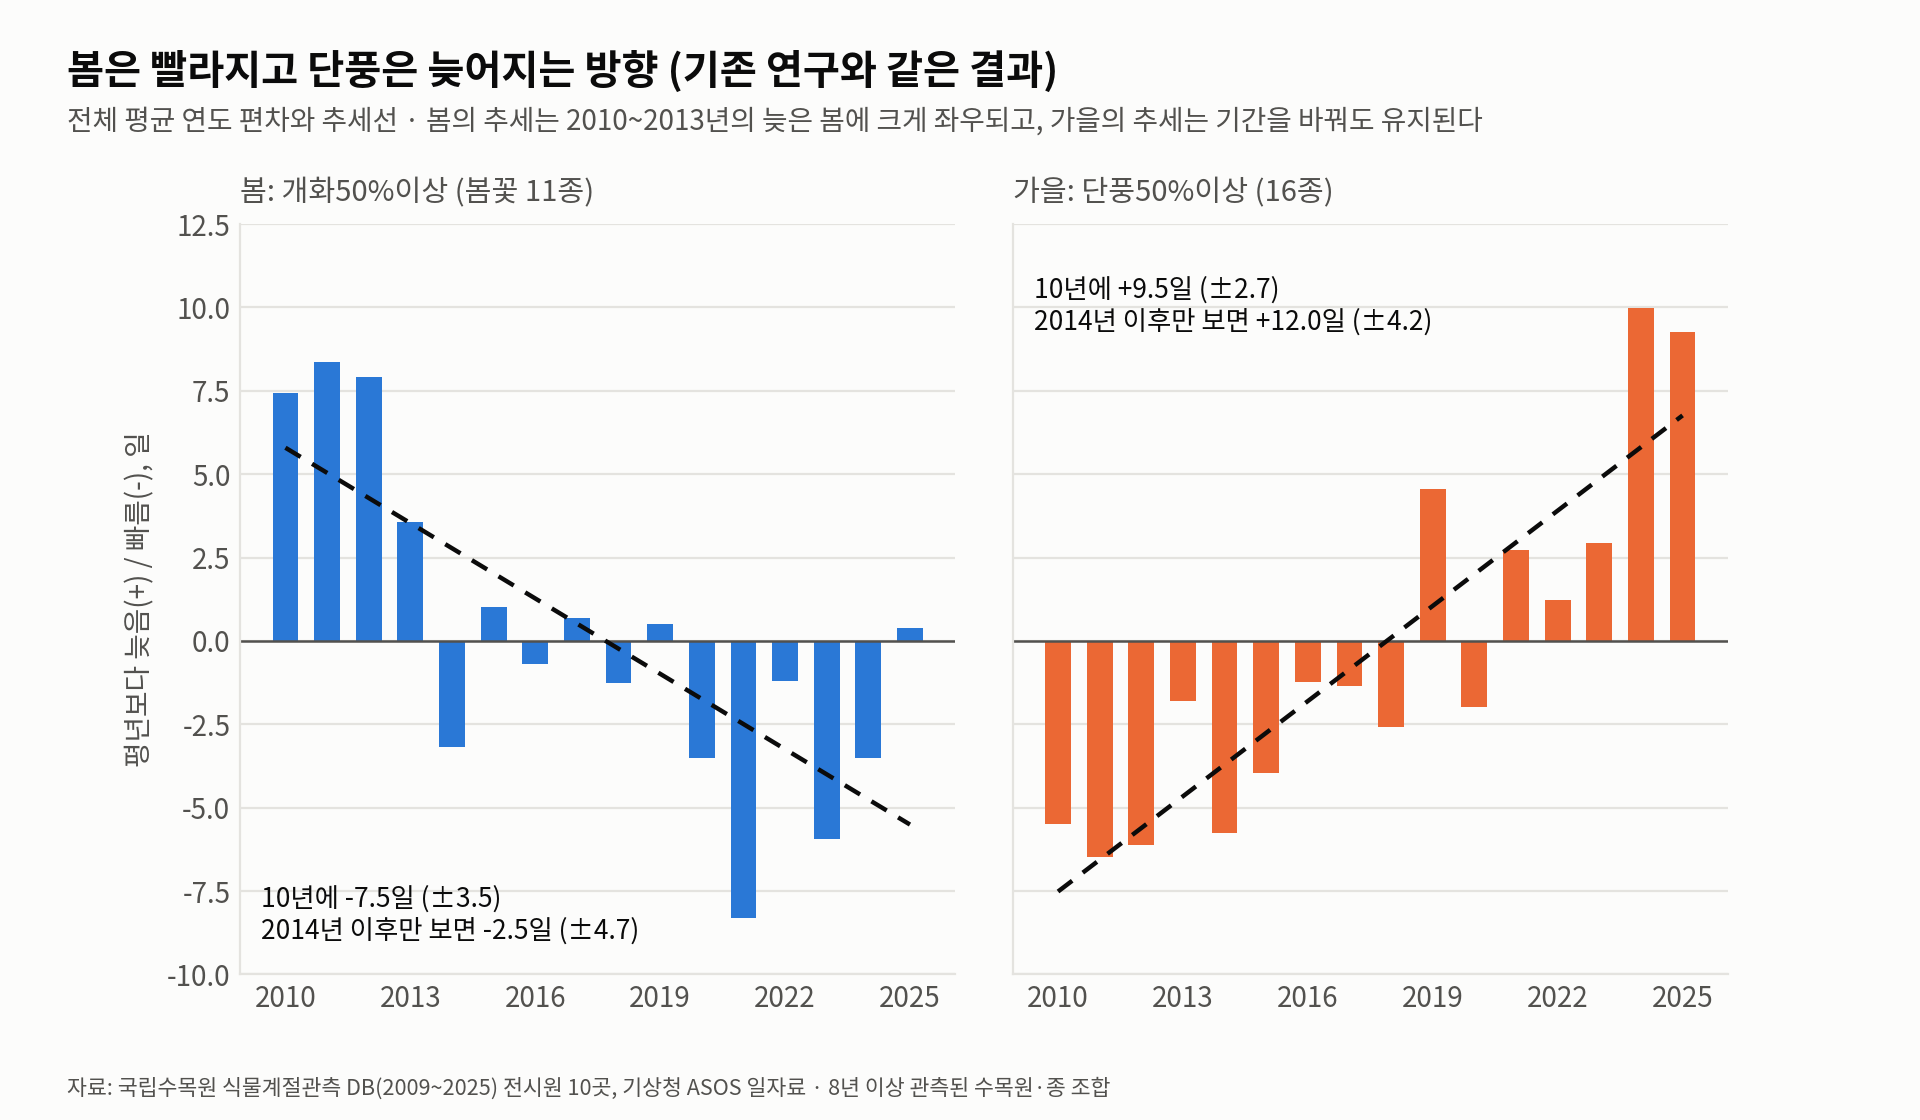 봄은 빨라지고 단풍은 늦어지는 방향 (기존 연구와 같은 결과)
전체 평균 연도 편차와 추세선 · 봄의 추세는 2010~2013년의 늦은 봄에 크게 좌우되고, 가을의 추세는 기간을 바꿔도 유지된다
봄: 개화50%이상 (봄꽃 11종)
평년보다 늦음(+) / 빠름(-), 일
12.5
10.0
7.5
5.0
2.5
0.0
-2.5
-5.0
-7.5
-10.0
10년에 -7.5일 (±3.5)
2014년 이후만 보면 -2.5일 (±4.7)
2010 2013 2016 2019 2022 2025
가을: 단풍50%이상 (16종)
10년에 +9.5일 (±2.7)
2014년 이후만 보면 +12.0일 (±4.2)
2010 2013 2016 2019 2022 2025
자료: 국립수목원 식물계절관측 DB(2009~2025) 전시원 10곳, 기상청 ASOS 일자료 · 8년 이상 관측된 수목원·종 조합